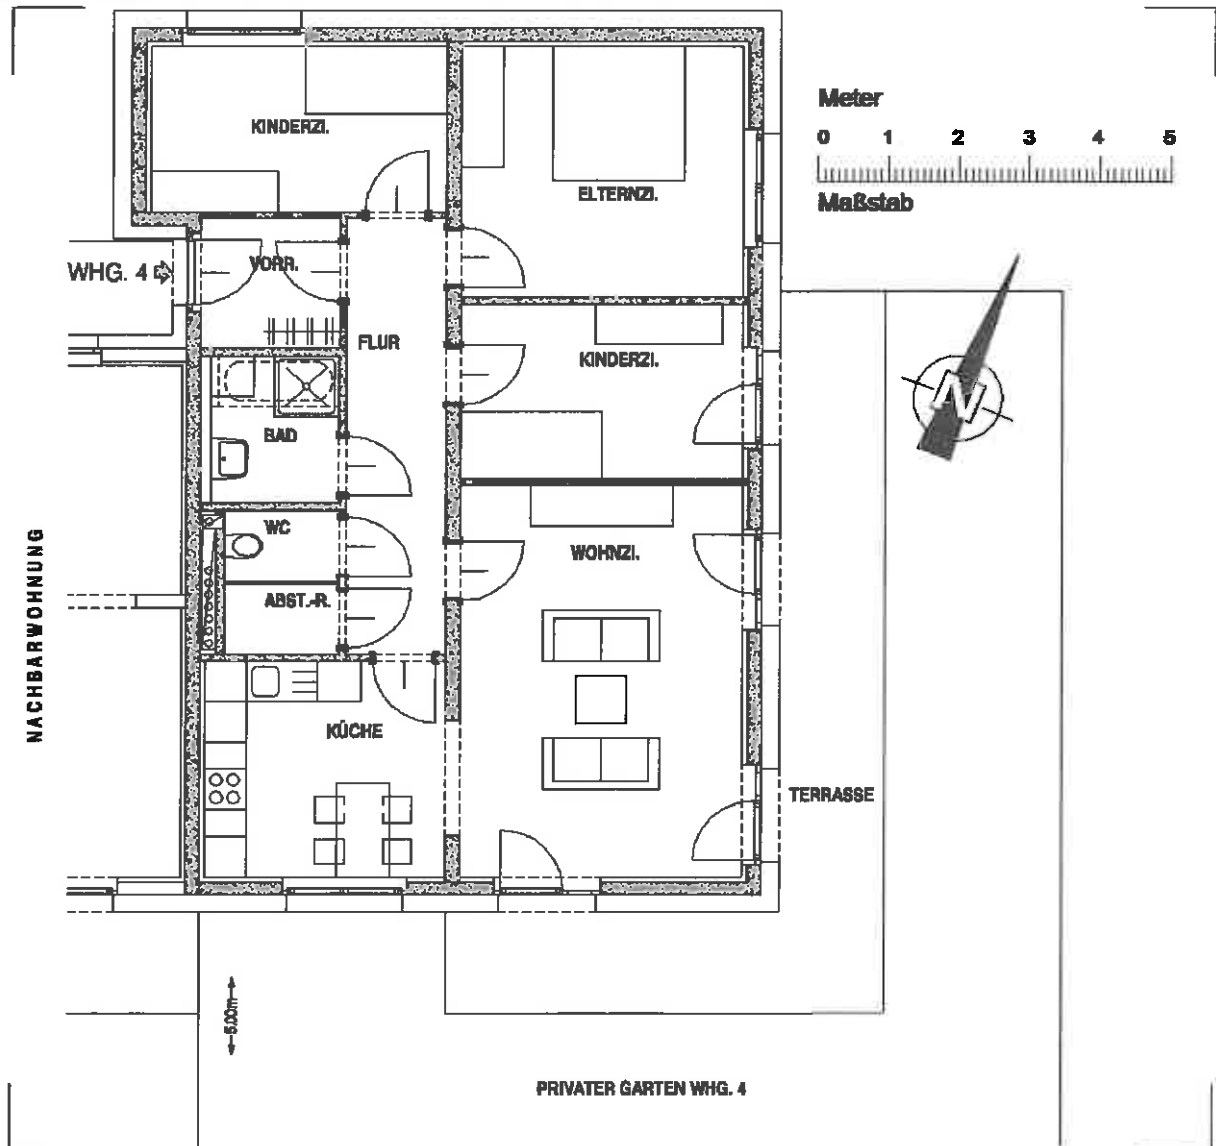 Meter
0 1 2 3 4 5
Maßstab
KINDERZI.
ELTERNZI.
WHG. 4
VORR.
FLUR
KINDERZI.
N
BAD
WC
WOHNZI.
ABST.-R.
NACHBARWOHNUNG
KÜCHE
TERRASSE
5.00m
PRIVATER GARTEN WHG. 4